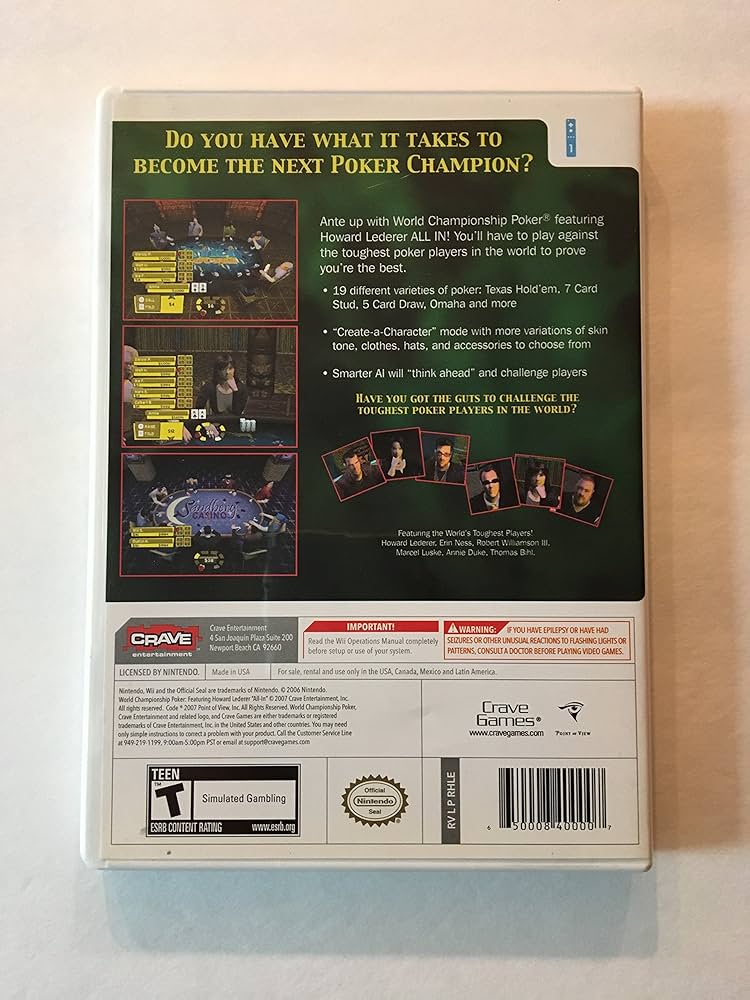 DO YOU HAVE WHAT IT TAKES TO
BECOME THE NEXT POKER CHAMPION?
1
Ante up with World Championship Poker® featuring
Howard Lederer ALL IN! You'll have to play against
the toughest poker players in the world to prove
you're the best.
• 19 different varieties of poker: Texas Hold'em, 7 Card
Stud, 5 Card Draw, Omaha and more
• "Create-a-Character" mode with more variations of skin
tone, clothes, hats, and accessories to choose from
• Smarter AI will "think ahead" and challenge players
HAVE YOU GOT THE GUTS TO CHALLENGE THE
TOUGHEST POKER PLAYERS IN THE WORLD?
Sandberg
CASINO
Featuring the World's Toughest Players!
Howard Lederer, Erin Ness, Robert Williamson III,
Marcel Luske, Annie Duke, Thomas Bihl.
CRAVE
entertainment
Crave Entertainment
4 San Joaquin Plaza Suite 200
Newport Beach CA 92660
IMPORTANT!
Read the Wii Operations Manual completely
before setup or use of your system.
WARNING: IF YOU HAVE EPILEPSY OR HAVE HAD
SEIZURES OR OTHER UNUSUAL REACTIONS TO FLASHING LIGHTS OR
PATTERNS, CONSULT A DOCTOR BEFORE PLAYING VIDEO GAMES.
LICENSED BY NINTENDO.
Made in USA
For sale, rental and use only in the USA, Canada, Mexico and Latin America.
Nintendo, Wii and the Official Seal are trademarks of Nintendo. © 2006 Nintendo.
World Championship Poker: Featuring Howard Lederer "All-In" © 2007 Crave Entertainment, Inc.
All rights reserved. Code ® 2007 Point of View, Inc. All Rights Reserved. World Championship Poker,
Crave Entertainment and related logo, and Crave Games are either trademarks or registered
trademarks of Crave Entertainment, Inc. in the United States and other countries. You may need
only simple instructions to correct a problem with your product. Call the Customer Service Line
at 949-219-1199, 9:00am-5:00pm PST or email at support@cravegames.com
Crave
Games®
www.cravegames.com
POINT OF VIEW
TEEN
T
Simulated Gambling
ESRB CONTENT RATING
www.esrb.org
Official
Nintendo
Seal
RV L P RHLE
6 50008 40000 7